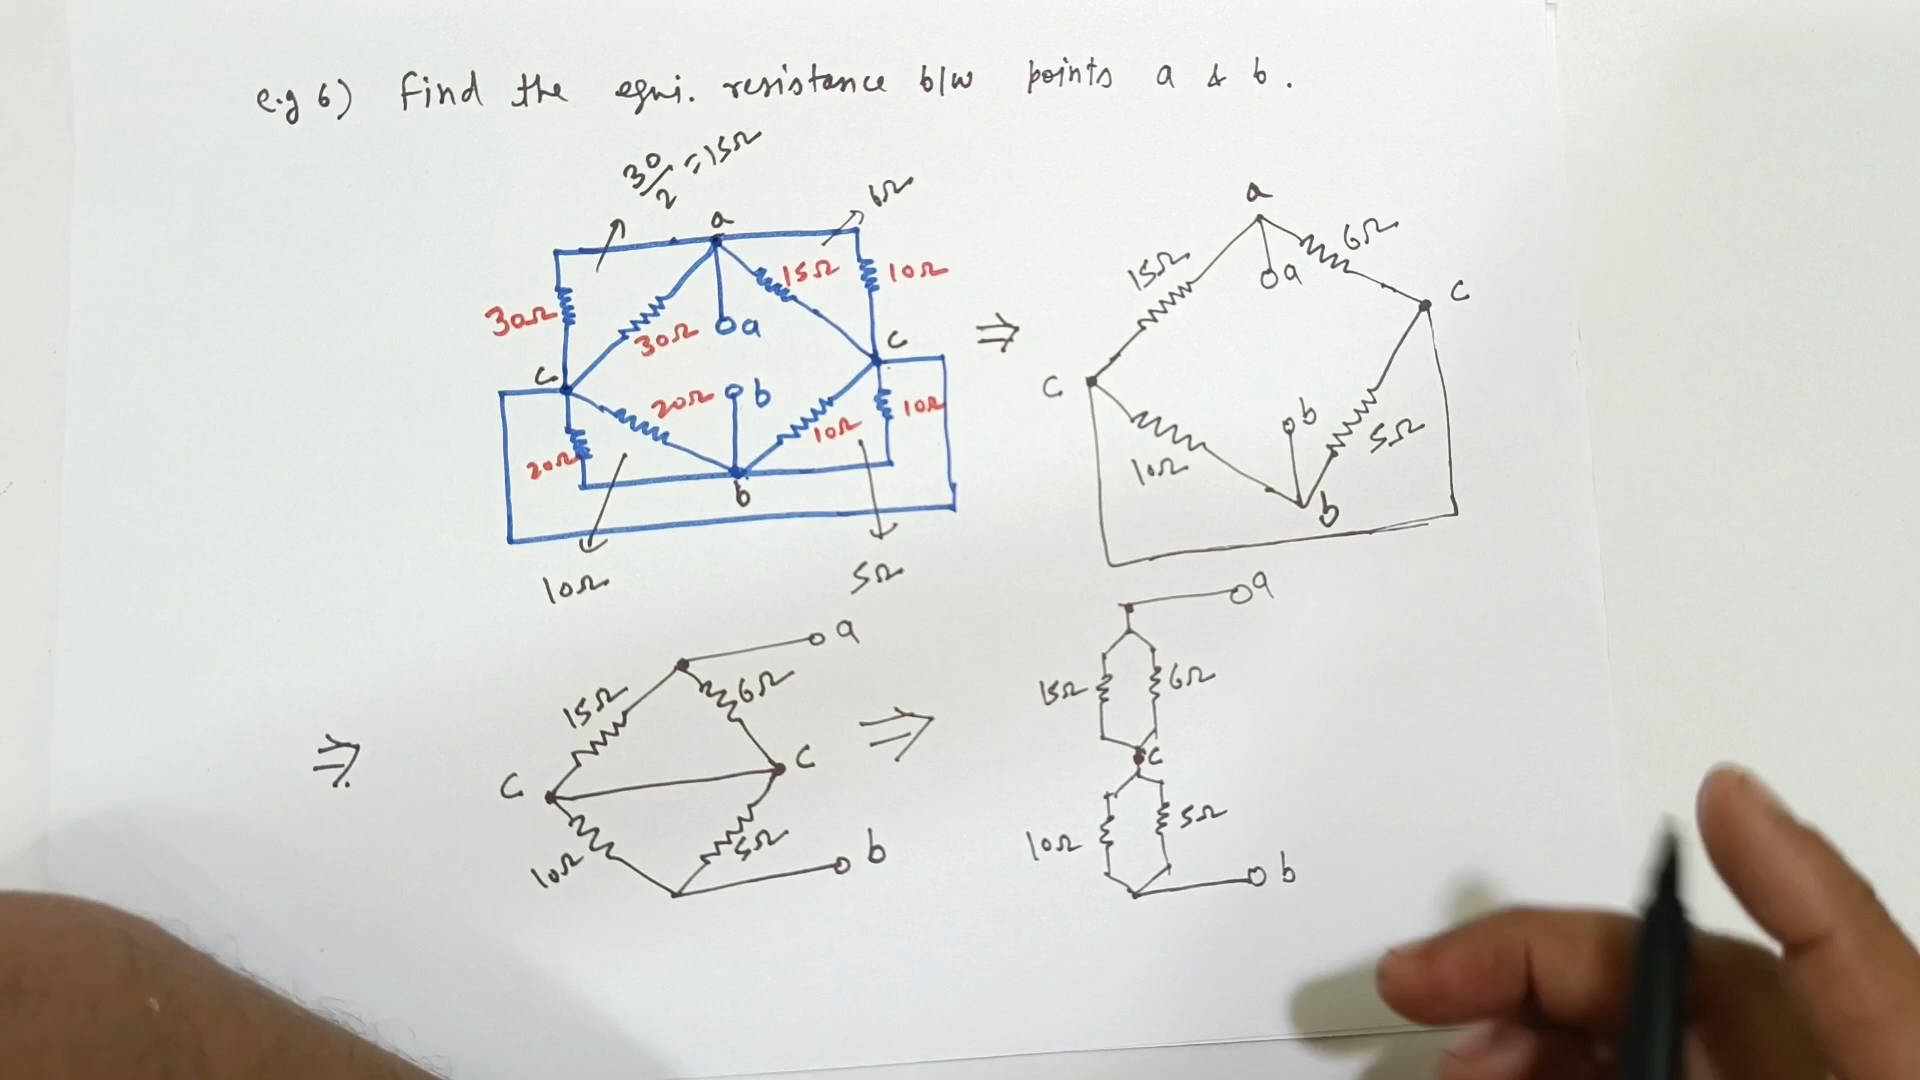 e.g 6) Find the equi. resistance b/w points a & b.
30/2 = 15Ω
6Ω
a
30Ω
30Ω
a
15Ω
10Ω
c
c
20Ω
20Ω
b
10Ω
10Ω
b
10Ω
5Ω
⇒
a
15Ω
a
6Ω
c
c
10Ω
b
5Ω
b
⇒
a
15Ω
6Ω
c
c
10Ω
5Ω
b
⇒
a
15Ω
6Ω
c
10Ω
5Ω
b